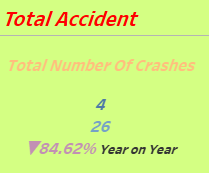 Total Accident
Total Number Of Crashes
4
26
▼84.62% Year on Year